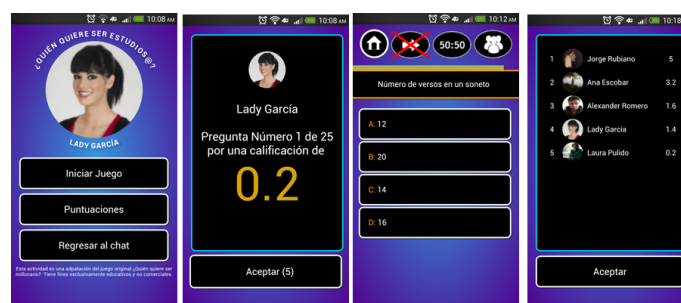 10:08 AM
¿QUIÉN QUIERE SER ESTUDIOS@?
LADY GARCÍA
Iniciar Juego
Puntuaciones
Regresar al chat
Esta actividad es una adpatación del juego original ¿Quién quiere ser
millonario?. Tiene fines exclusivamente educativos y no comerciales.
10:08 AM
Lady García
Pregunta Número 1 de 25
por una calificación de
0.2
Aceptar (5)
10:12 AM
50:50
Número de versos en un soneto
A: 12
B: 20
C: 14
D: 16
10:18
1 Jorge Rubiano 5
2 Ana Escobar 3.2
3 Alexander Romero 1.6
4 Lady García 1.4
5 Laura Pulido 0.2
Aceptar